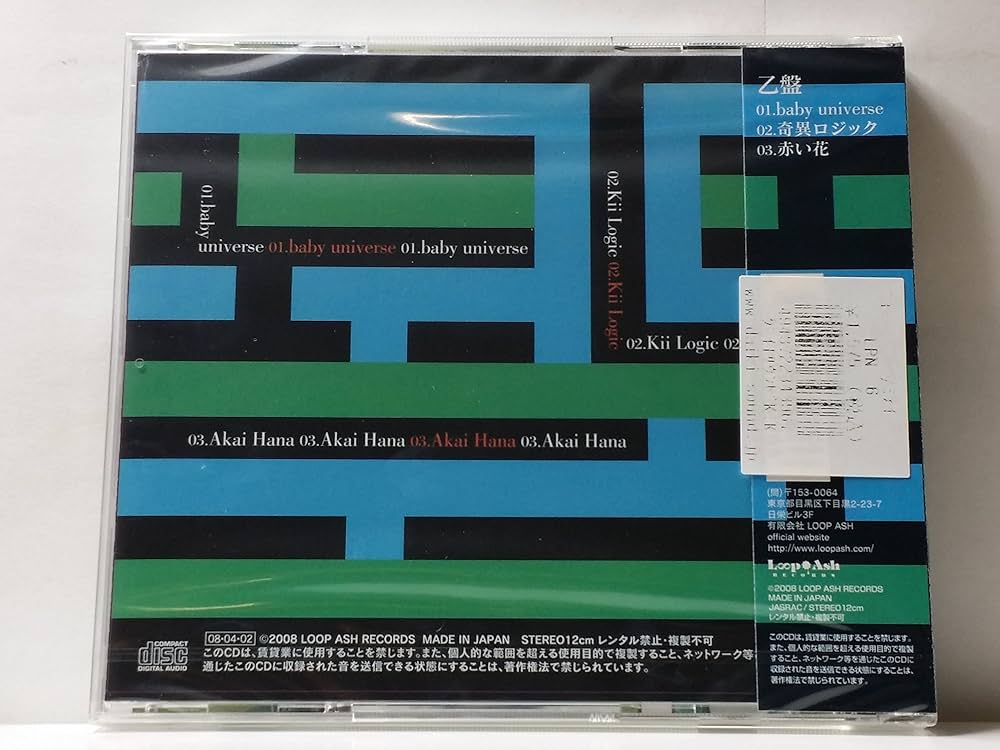 01.baby
universe 01.baby universe 01.baby universe
02.Kii Logic 02.Kii Logic
02.Kii Logic 02
03.Akai Hana 03.Akai Hana 03.Akai Hana 03.Akai Hana
COMPACT
disc
DIGITAL AUDIO
08-04-02 ©2008 LOOP ASH RECORDS MADE IN JAPAN STEREO12cm レンタル禁止・複製不可
このCDは、賃貸業に使用することを禁じます。また、個人的な範囲を超える使用目的で複製すること、ネットワーク等
通じたこのCDに収録された音を送信できる状態にすることは、著作権法で禁じられています。
乙盤
01.baby universe
02.奇異ロジック
03.赤い花
(問)〒153-0064
東京都目黒区下目黒2-23-7
日栄ビル3F
有限会社 LOOP ASH
official website
http://www.loopash.com/
Loop Ash
RECORDS
©2008 LOOP ASH RECORDS
MADE IN JAPAN
JASRAC / STEREO12cm
レンタル禁止・複製不可
このCDは、賃貸業に使用することを禁じます。
また、個人的な範囲を超える使用目的で複製
すること、ネットワーク等を通じたこのCDに
収録された音を送信できる状態にすることは、
著作権法で禁じられています。